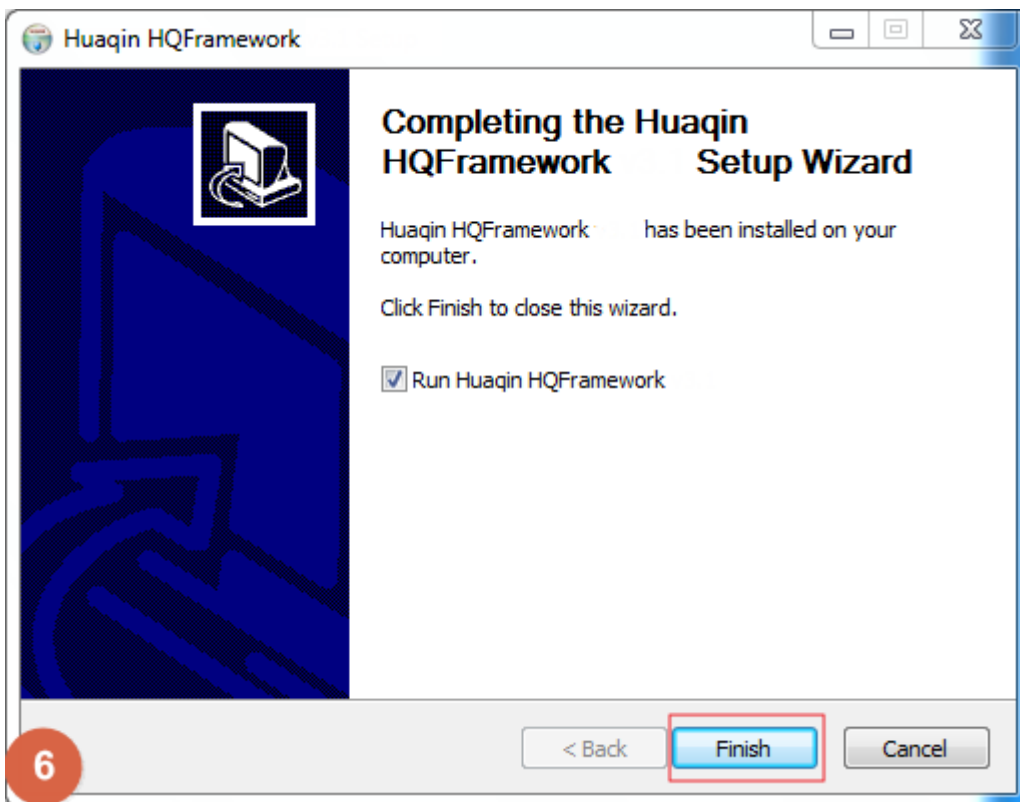 Huaqin HQFramework
Completing the Huaqin
HQFramework Setup Wizard
Huaqin HQFramework has been installed on your
computer.
Click Finish to close this wizard.
Run Huaqin HQFramework
< Back Finish Cancel
6